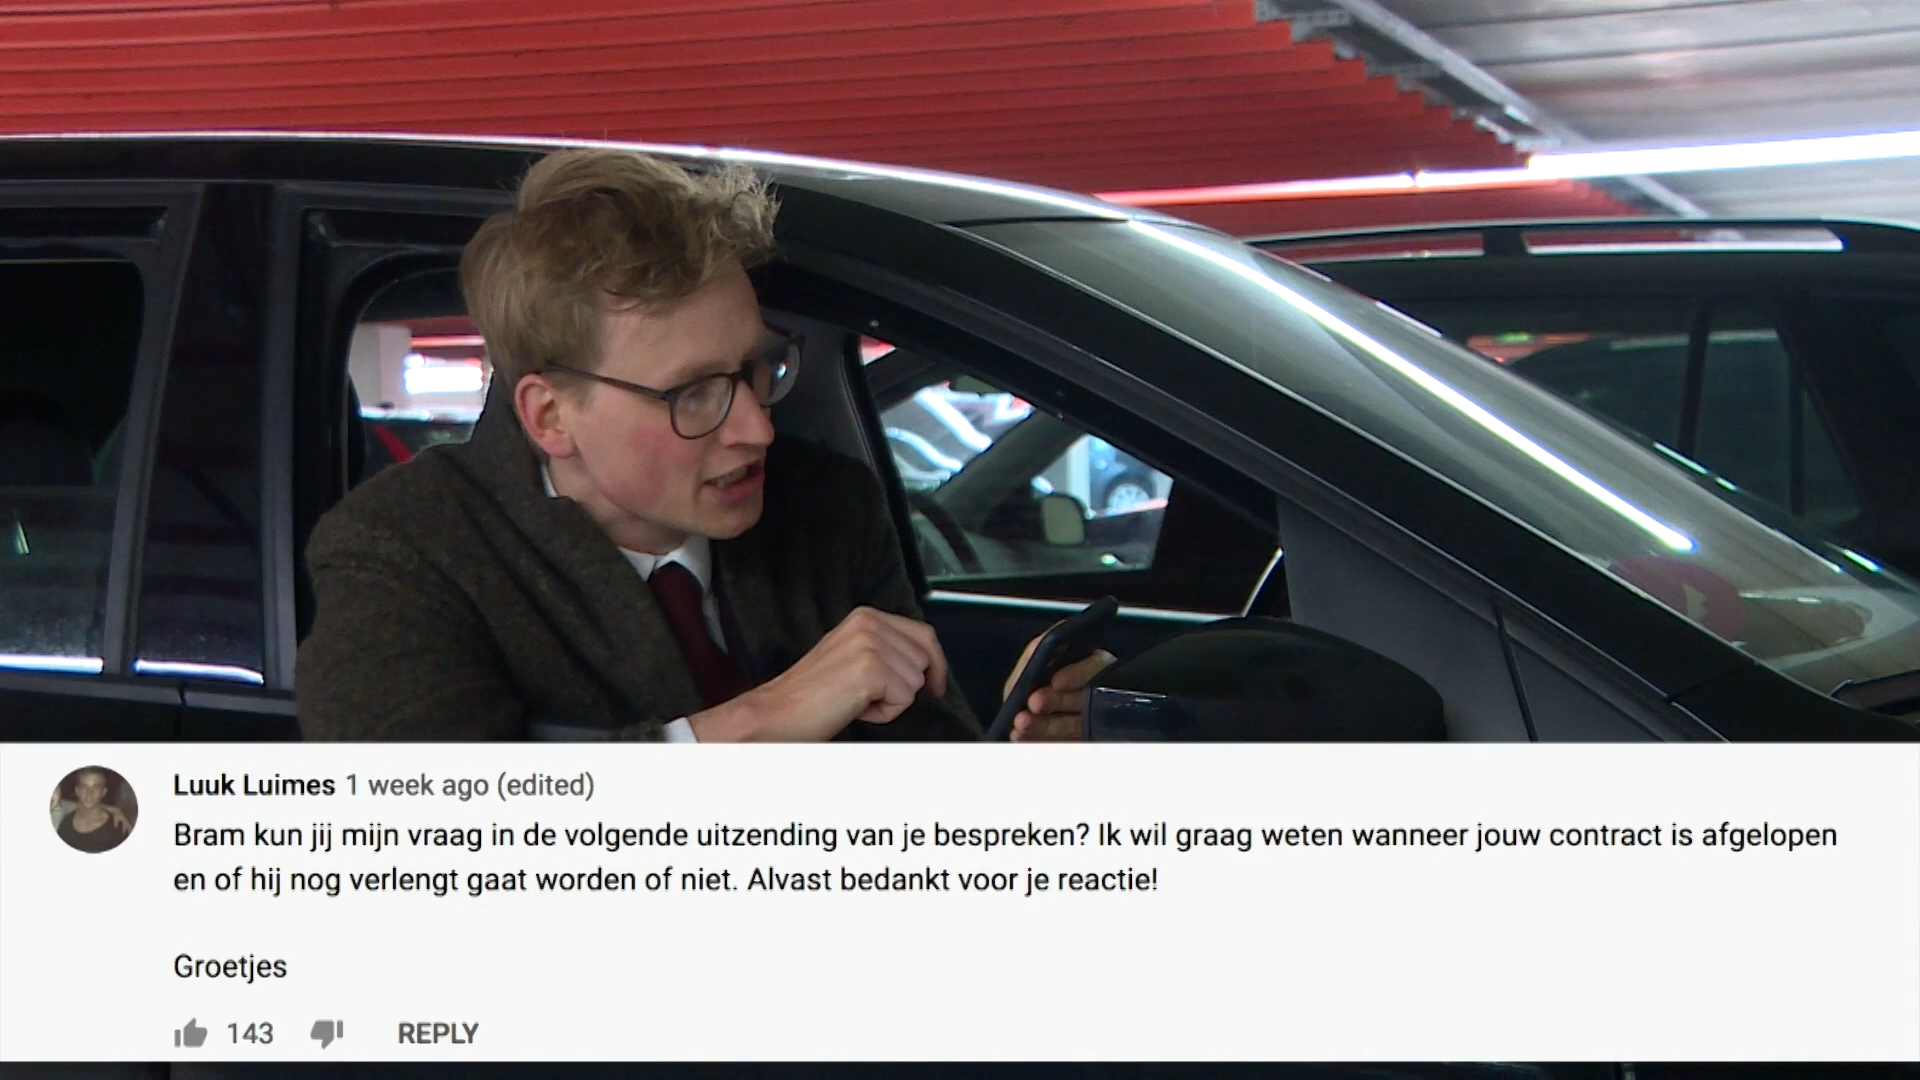 Luuk Luimes 1 week ago (edited)
Bram kun jij mijn vraag in de volgende uitzending van je bespreken? Ik wil graag weten wanneer jouw contract is afgelopen
en of hij nog verlengt gaat worden of niet. Alvast bedankt voor je reactie!
Groetjes
143 REPLY